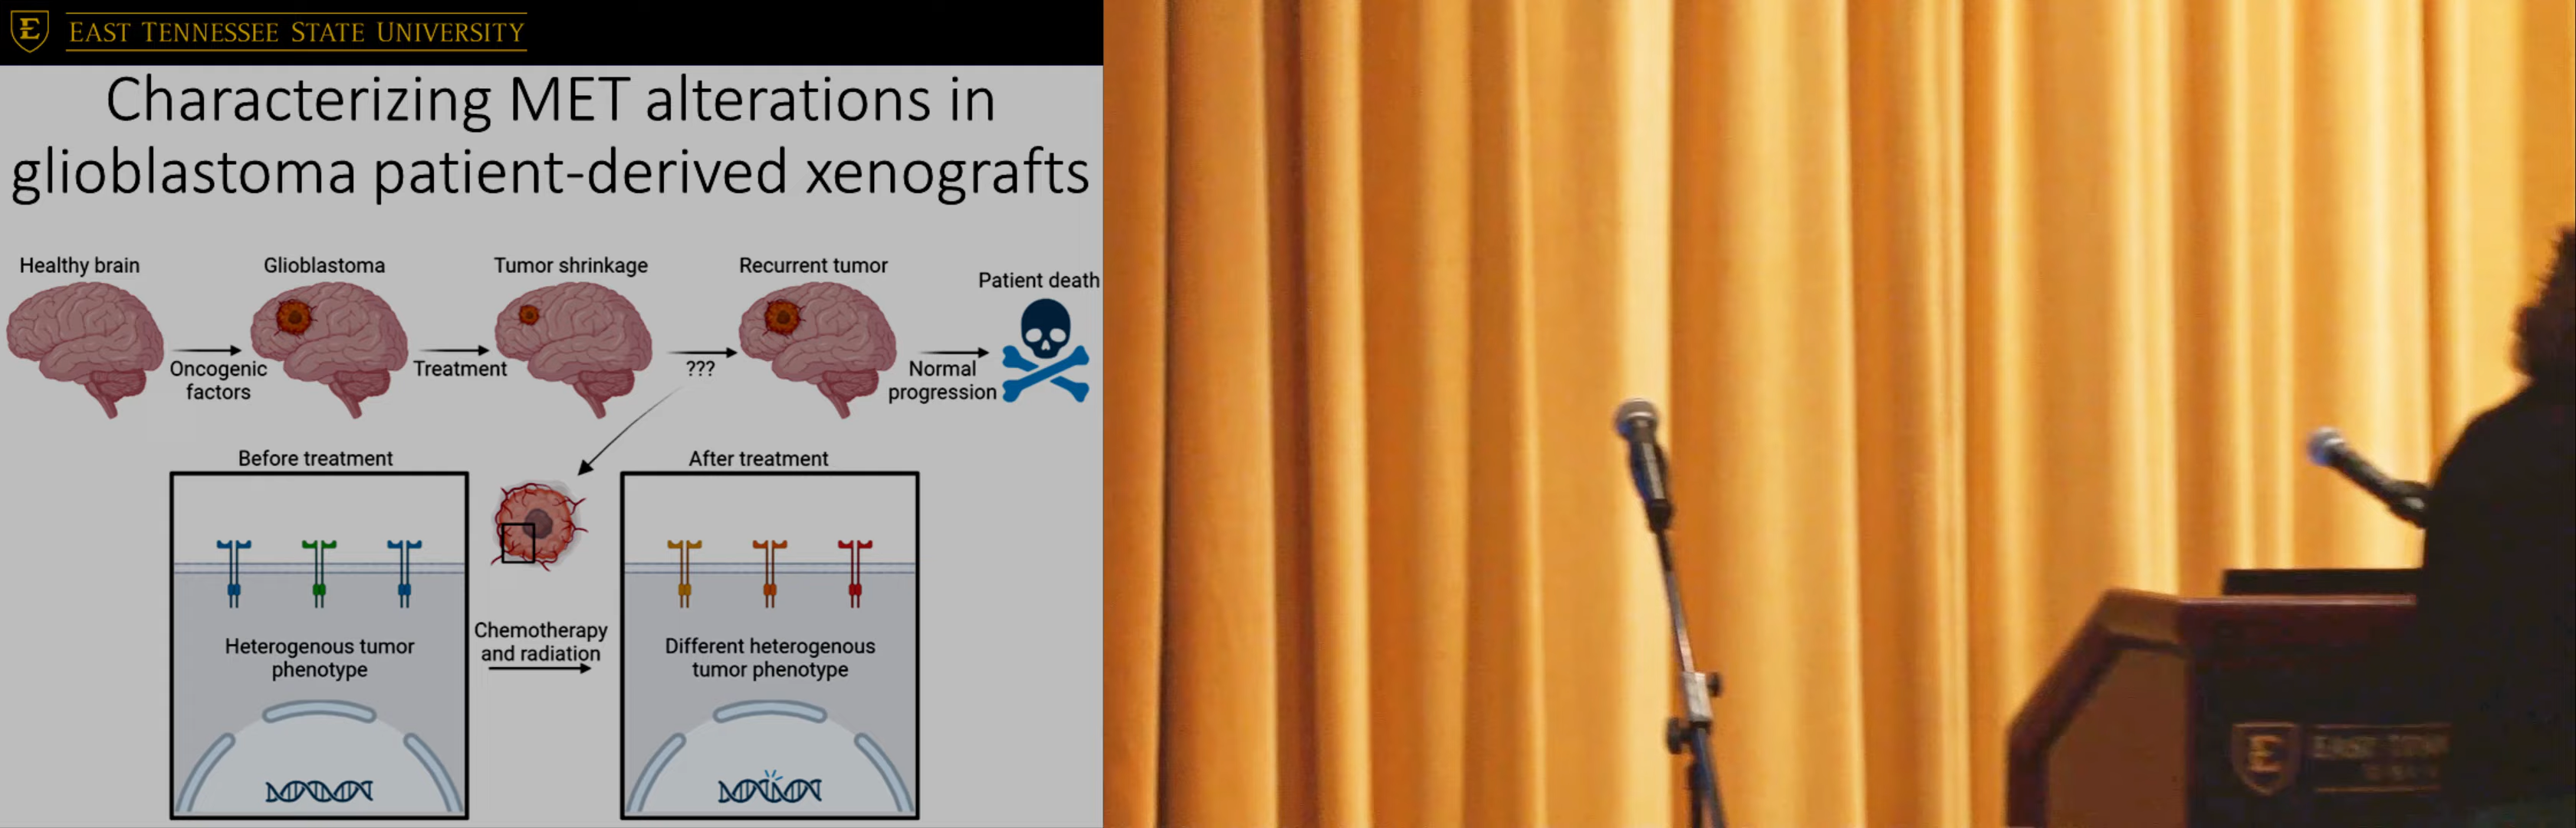 EAST TENNESSEE STATE UNIVERSITY
Characterizing MET alterations in
glioblastoma patient-derived xenografts
Healthy brain
Glioblastoma
Tumor shrinkage
Recurrent tumor
Patient death
Oncogenic
factors
Treatment
???
Normal
progression
Before treatment
After treatment
Heterogenous tumor
phenotype
Chemotherapy
and radiation
Different heterogenous
tumor phenotype
E
EAST